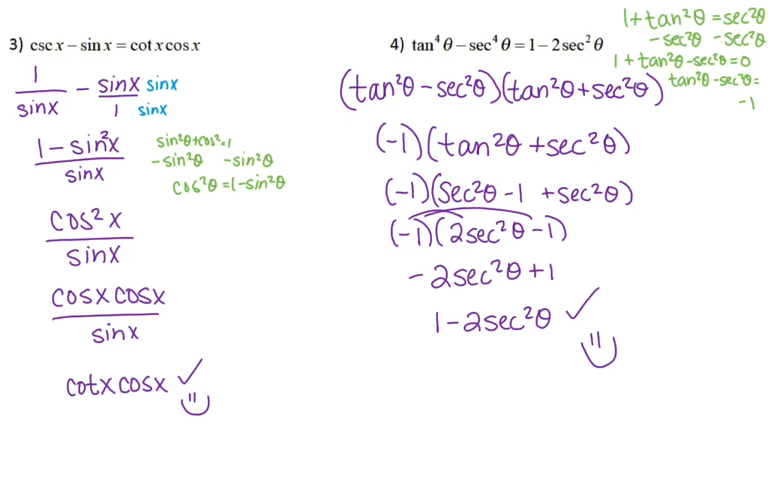 3) csc x − sin x = cot x cos x
1/sinx − sinx/1 sinx/sinx
1 − sin²x / sinx
sin²θ+cos²=1
−sin²θ −sin²θ
cos²θ = 1−sin²θ
cos²x / sinx
cosx cosx / sinx
cotx cosx ✓
4) tan⁴ θ − sec⁴ θ = 1 − 2sec² θ
1+tan²θ = sec²θ
−sec²θ −sec²θ
1 + tan²θ −sec²θ = 0
tan²θ −sec²θ =
−1
(tan²θ − sec²θ)(tan²θ + sec²θ)
(−1)(tan²θ + sec²θ)
(−1)(sec²θ − 1 + sec²θ)
(−1)(2sec²θ − 1)
− 2sec²θ + 1
1 − 2sec²θ ✓